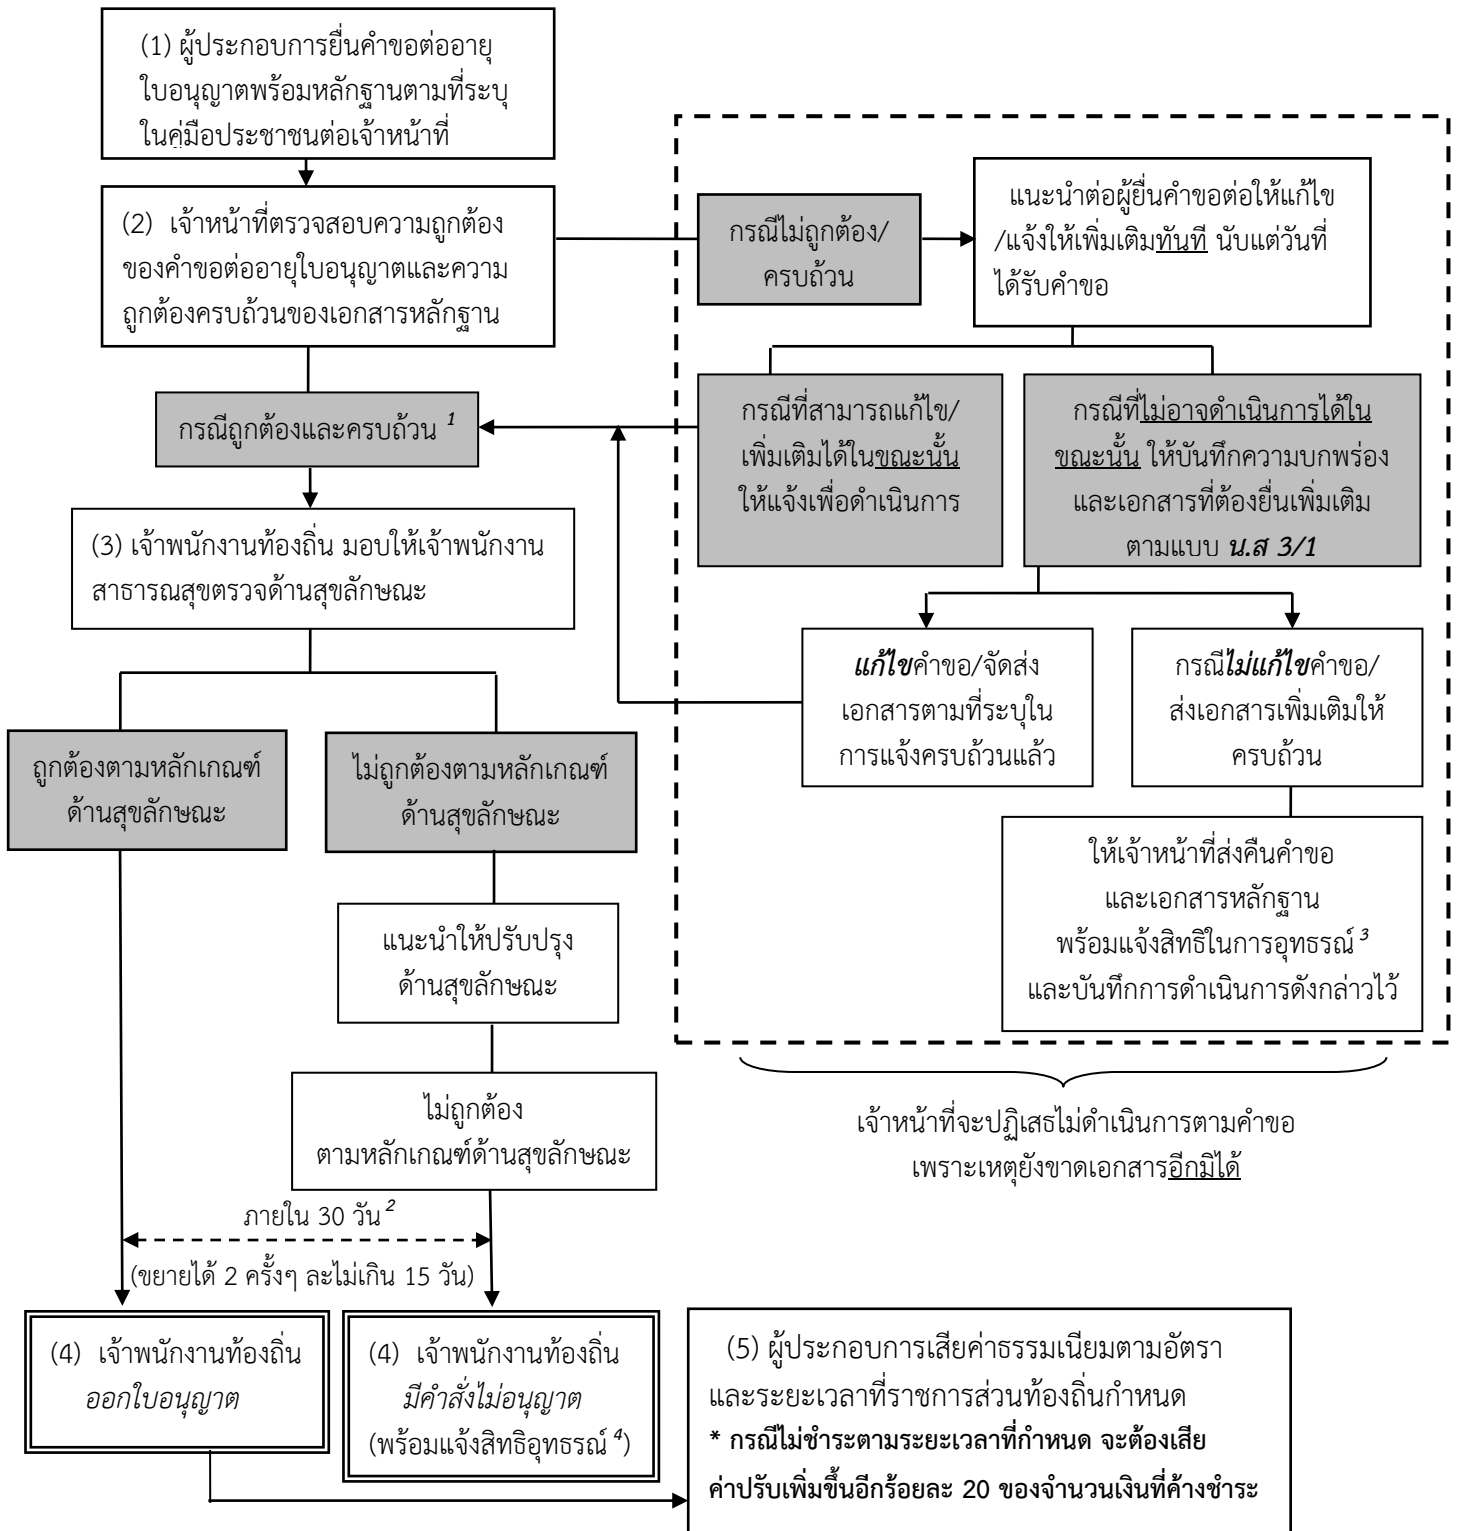 (1) ผู้ประกอบการยื่นคำขอต่ออายุ
ใบอนุญาตพร้อมหลักฐานตามที่ระบุ
ในคู่มือประชาชนต่อเจ้าหน้าที่
(2) เจ้าหน้าที่ตรวจสอบความถูกต้อง
ของคำขอต่ออายุใบอนุญาตและความ
ถูกต้องครบถ้วนของเอกสารหลักฐาน
กรณีไม่ถูกต้อง/
ครบถ้วน
แนะนำต่อผู้ยื่นคำขอต่อให้แก้ไข
/แจ้งให้เพิ่มเติมทันที นับแต่วันที่
ได้รับคำขอ
กรณีถูกต้องและครบถ้วน 1
กรณีที่สามารถแก้ไข/
เพิ่มเติมได้ในขณะนั้น
ให้แจ้งเพื่อดำเนินการ
กรณีที่ไม่อาจดำเนินการได้ใน
ขณะนั้น ให้บันทึกความบกพร่อง
และเอกสารที่ต้องยื่นเพิ่มเติม
ตามแบบ น.ส 3/1
(3) เจ้าพนักงานท้องถิ่น มอบให้เจ้าพนักงาน
สาธารณสุขตรวจด้านสุขลักษณะ
แก้ไขคำขอ/จัดส่ง
เอกสารตามที่ระบุใน
การแจ้งครบถ้วนแล้ว
กรณีไม่แก้ไขคำขอ/
ส่งเอกสารเพิ่มเติมให้
ครบถ้วน
ถูกต้องตามหลักเกณฑ์
ด้านสุขลักษณะ
ไม่ถูกต้องตามหลักเกณฑ์
ด้านสุขลักษณะ
ให้เจ้าหน้าที่ส่งคืนคำขอ
และเอกสารหลักฐาน
พร้อมแจ้งสิทธิในการอุทธรณ์ 3
และบันทึกการดำเนินการดังกล่าวไว้
แนะนำให้ปรับปรุง
ด้านสุขลักษณะ
ไม่ถูกต้อง
ตามหลักเกณฑ์ด้านสุขลักษณะ
เจ้าหน้าที่จะปฏิเสธไม่ดำเนินการตามคำขอ
เพราะเหตุยังขาดเอกสารอีกมิได้
ภายใน 30 วัน 2
(ขยายได้ 2 ครั้งๆ ละไม่เกิน 15 วัน)
(4) เจ้าพนักงานท้องถิ่น
ออกใบอนุญาต
(4) เจ้าพนักงานท้องถิ่น
มีคำสั่งไม่อนุญาต
(พร้อมแจ้งสิทธิอุทธรณ์ 4)
(5) ผู้ประกอบการเสียค่าธรรมเนียมตามอัตรา
และระยะเวลาที่ราชการส่วนท้องถิ่นกำหนด
* กรณีไม่ชำระตามระยะเวลาที่กำหนด จะต้องเสีย
ค่าปรับเพิ่มขึ้นอีกร้อยละ 20 ของจำนวนเงินที่ค้างชำระ